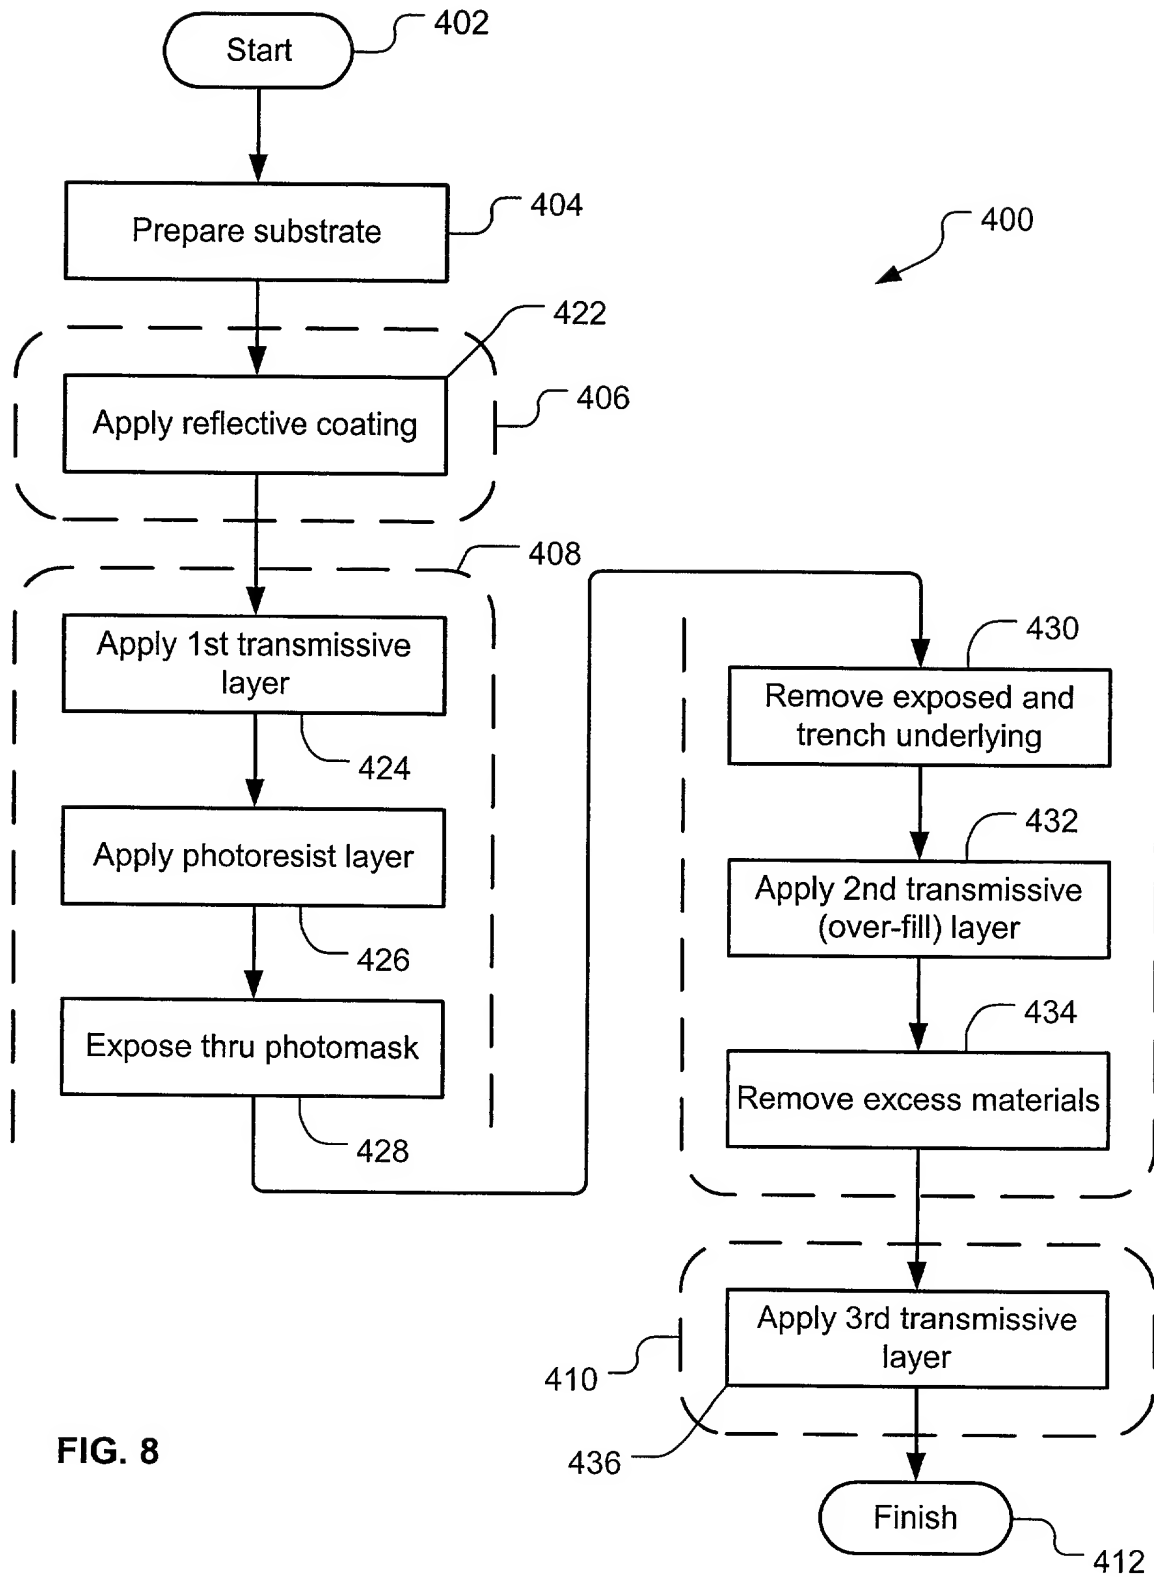 Start
402
Prepare substrate
404
400
422
Apply reflective coating
406
408
Apply 1st transmissive
layer
424
Apply photoresist layer
426
Expose thru photomask
428
430
Remove exposed and
trench underlying
432
Apply 2nd transmissive
(over-fill) layer
434
Remove excess materials
Apply 3rd transmissive
layer
410
436
Finish
412
FIG. 8